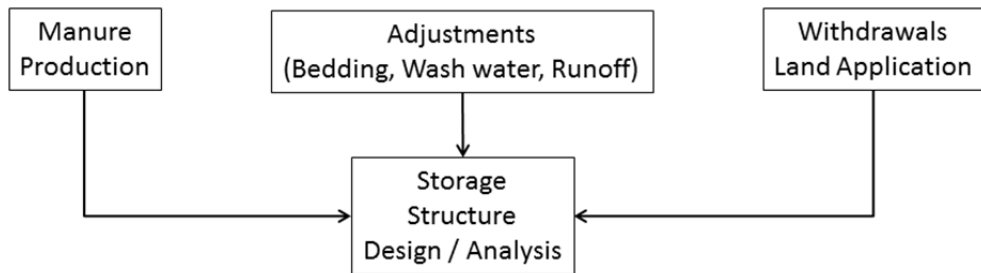 Manure
Production
Adjustments
(Bedding, Wash water, Runoff)
Withdrawals
Land Application
Storage
Structure
Design / Analysis